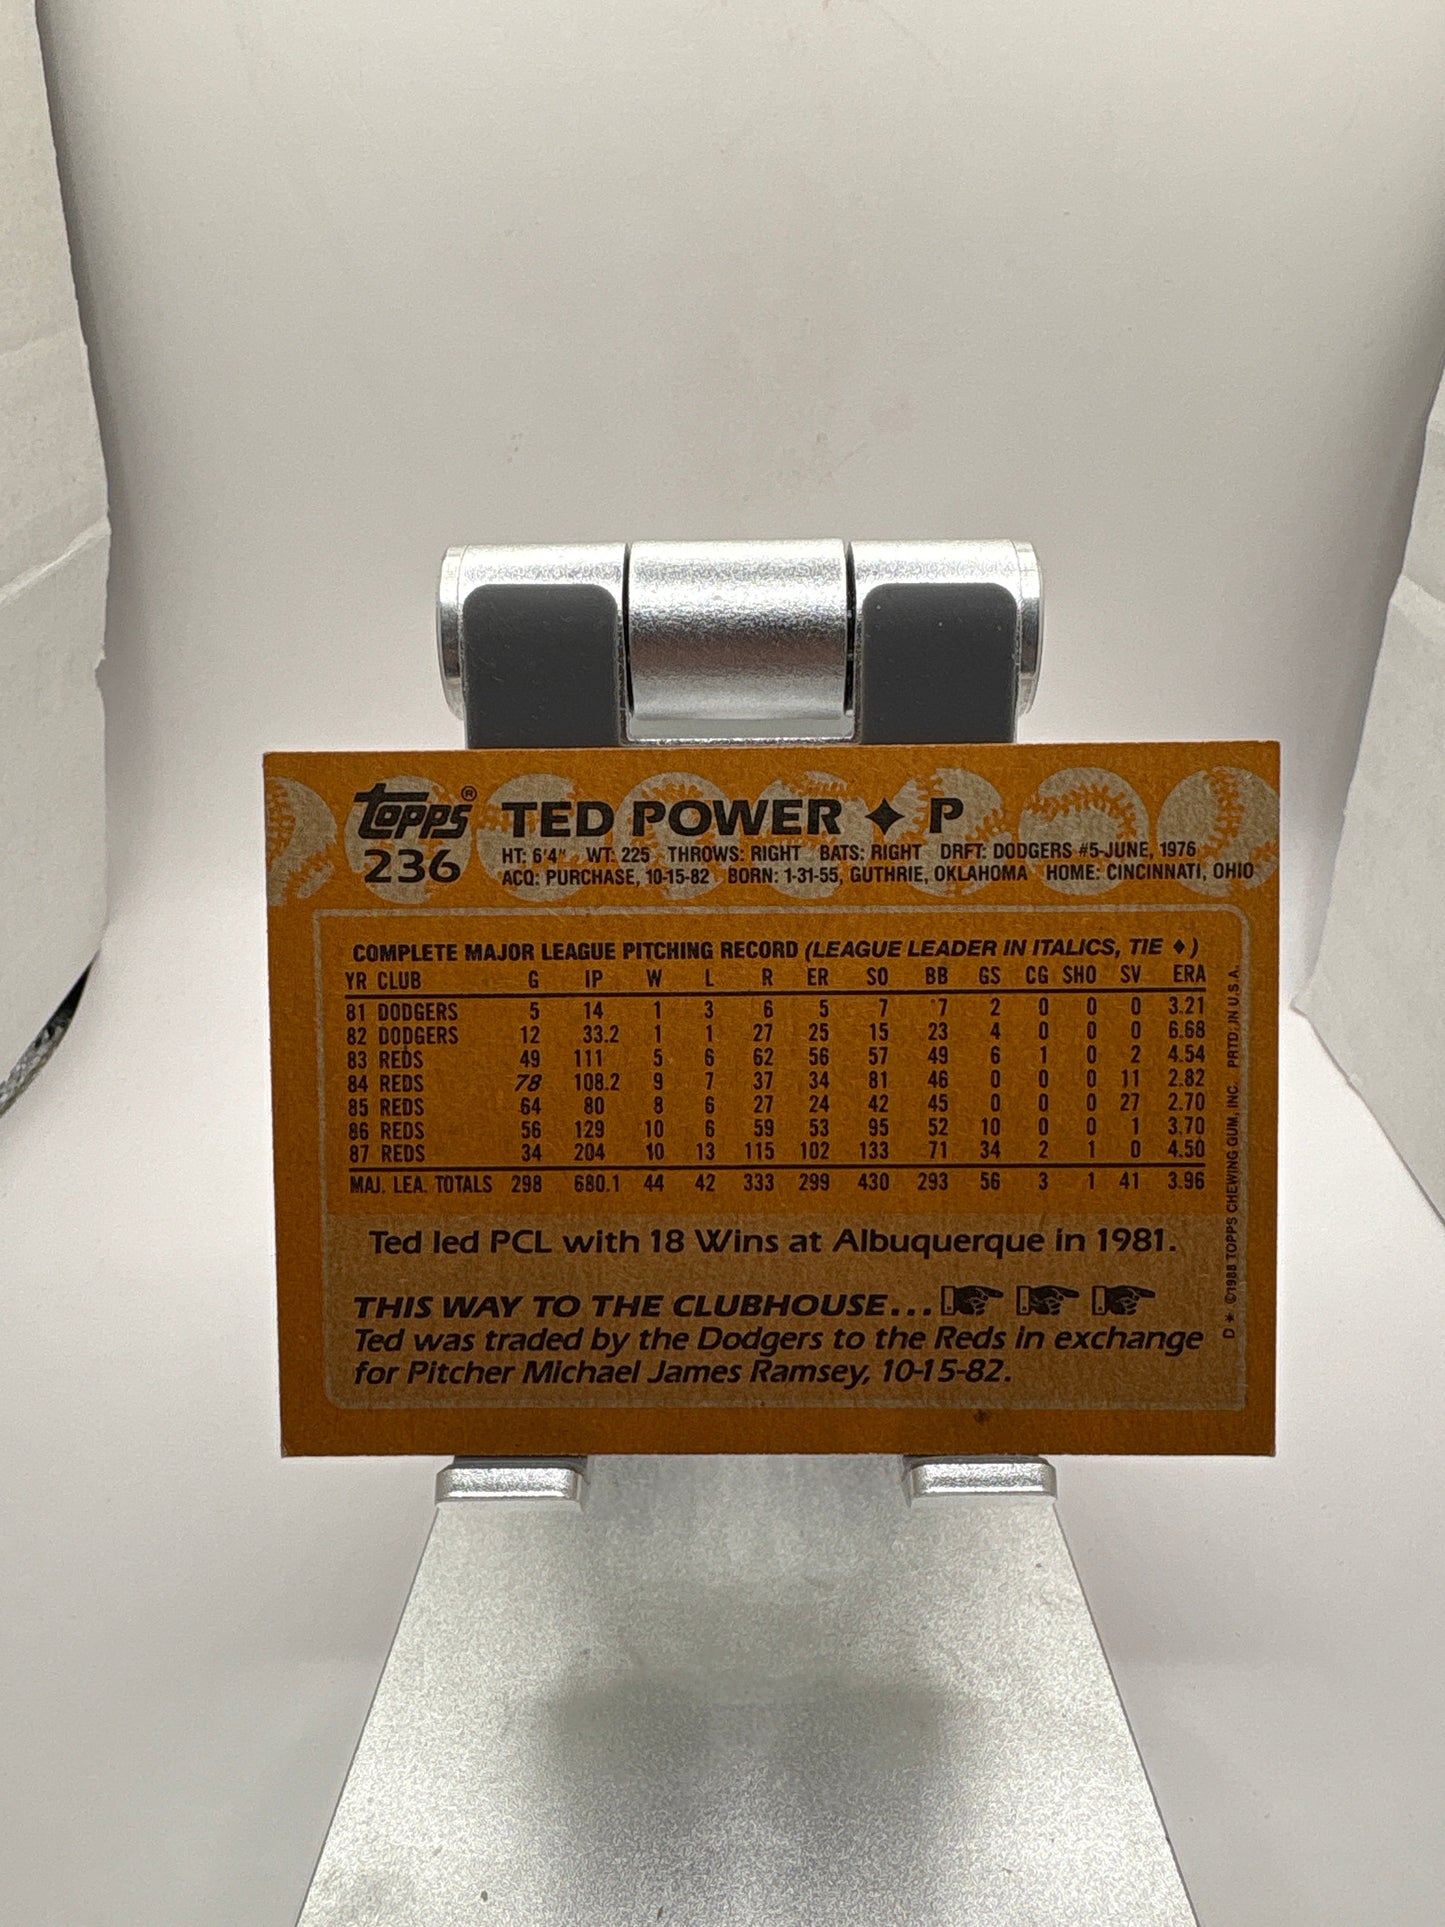 topps® TED POWER ✦ P
236 HT: 6'4" WT: 225 THROWS: RIGHT BATS: RIGHT DRFT: DODGERS #5-JUNE, 1976
ACQ: PURCHASE, 10-15-82 BORN: 1-31-55, GUTHRIE, OKLAHOMA HOME: CINCINNATI, OHIO
COMPLETE MAJOR LEAGUE PITCHING RECORD (LEAGUE LEADER IN ITALICS, TIE ♦)
YR CLUB G IP W L R ER SO BB GS CG SHO SV ERA
81 DODGERS 5 14 1 3 6 5 7 7 2 0 0 0 3.21
82 DODGERS 12 33.2 1 1 27 25 15 23 4 0 0 0 6.68
83 REDS 49 111 5 6 62 56 57 49 6 1 0 2 4.54
84 REDS 78 108.2 9 7 37 34 81 46 0 0 0 11 2.82
85 REDS 64 80 8 6 27 24 42 45 0 0 0 27 2.70
86 REDS 56 129 10 6 59 53 95 52 10 0 0 1 3.70
87 REDS 34 204 10 13 115 102 133 71 34 2 1 0 4.50
MAJ. LEA. TOTALS 298 680.1 44 42 333 299 430 293 56 3 1 41 3.96
Ted led PCL with 18 Wins at Albuquerque in 1981.
THIS WAY TO THE CLUBHOUSE...
Ted was traded by the Dodgers to the Reds in exchange
for Pitcher Michael James Ramsey, 10-15-82.
D* ©1988 TOPPS CHEWING GUM, INC. PRTD. IN U.S.A.